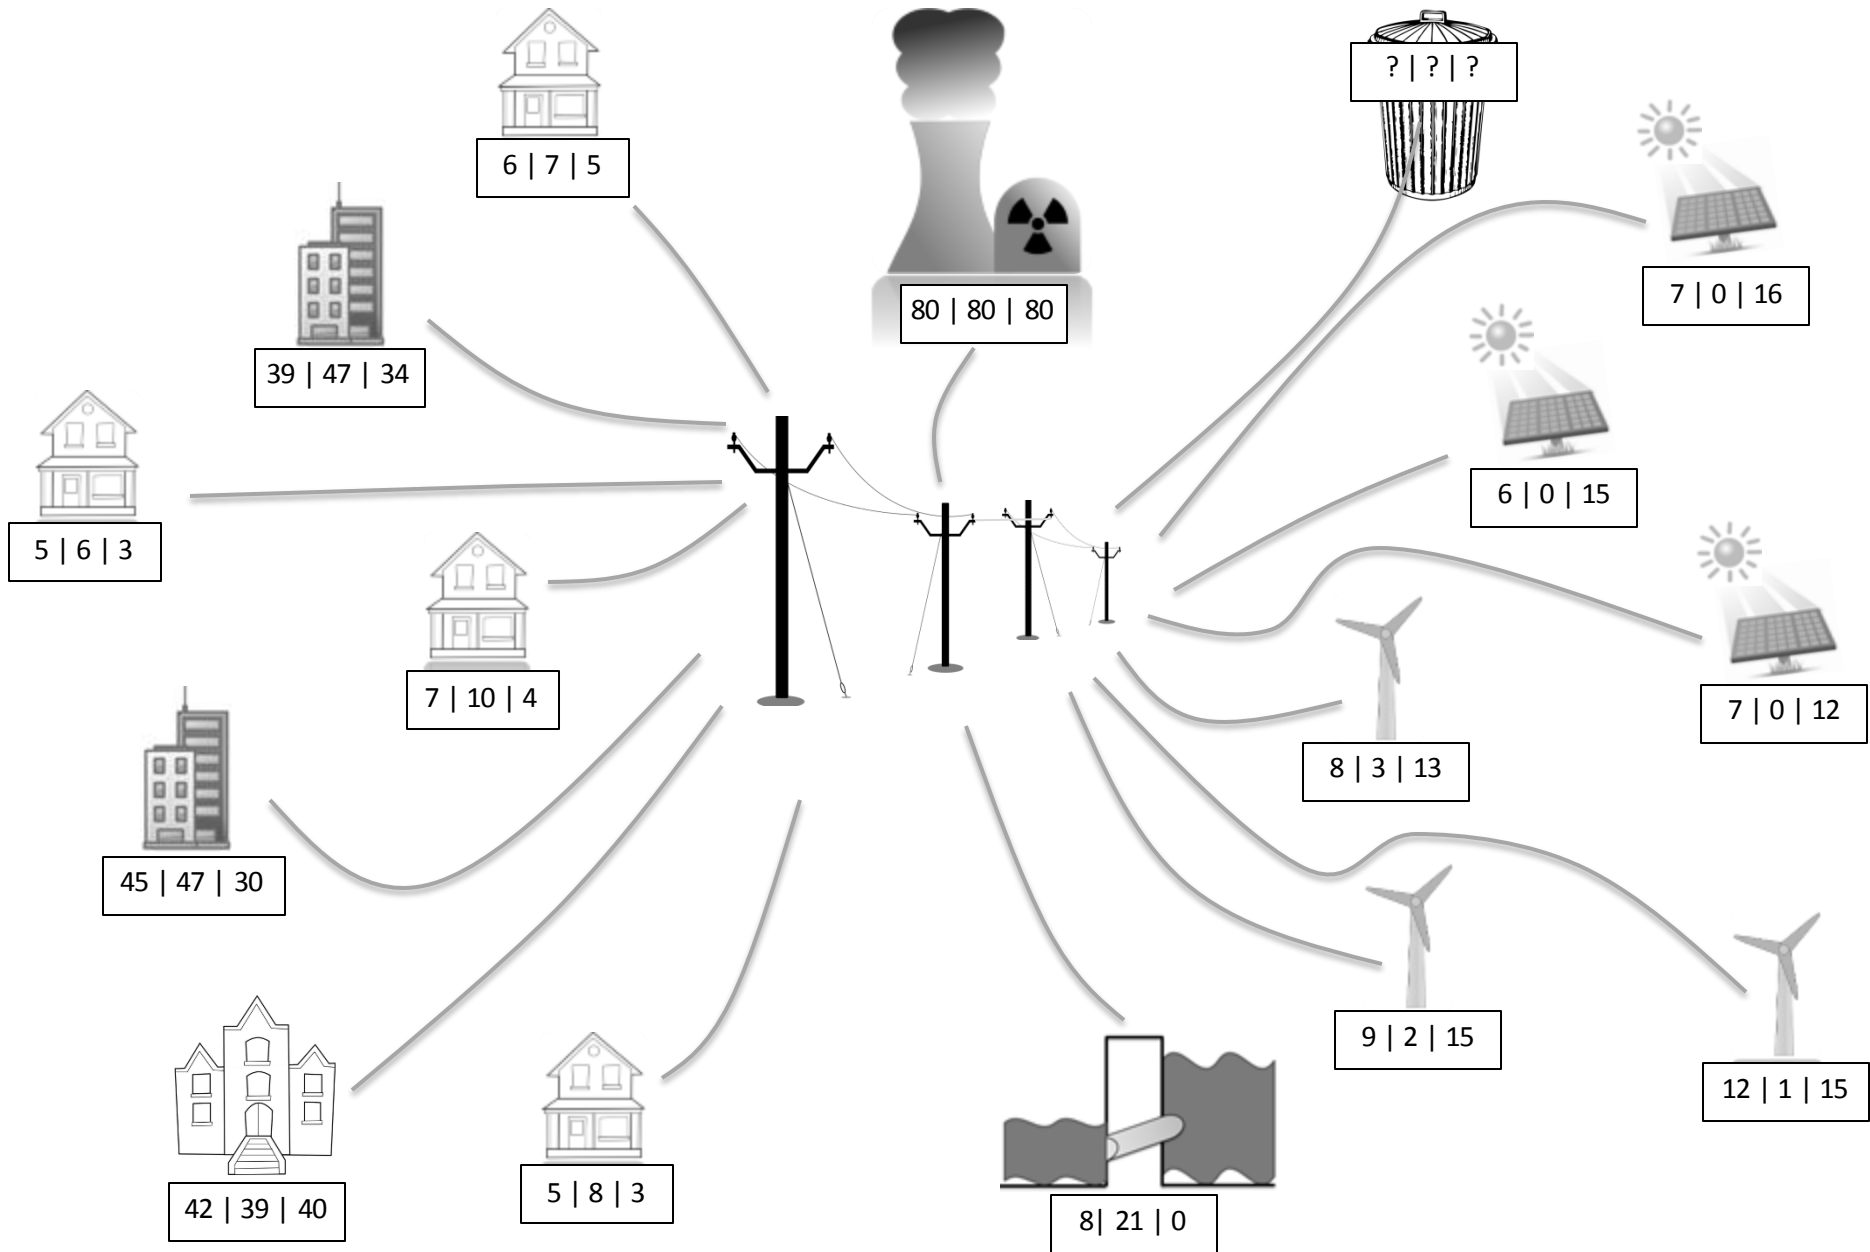 ? | ? | ?
6 | 7 | 5
80 | 80 | 80
7 | 0 | 16
39 | 47 | 34
6 | 0 | 15
5 | 6 | 3
7 | 10 | 4
7 | 0 | 12
8 | 3 | 13
45 | 47 | 30
9 | 2 | 15
12 | 1 | 15
42 | 39 | 40
5 | 8 | 3
8| 21 | 0